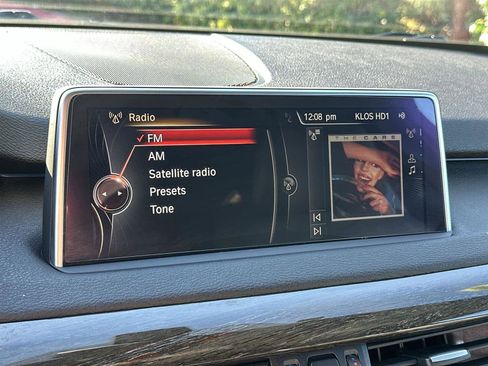 Radio
12:08 pm KLOS HD1
✓ FM
AM
Satellite radio
Presets
Tone
THE CARS